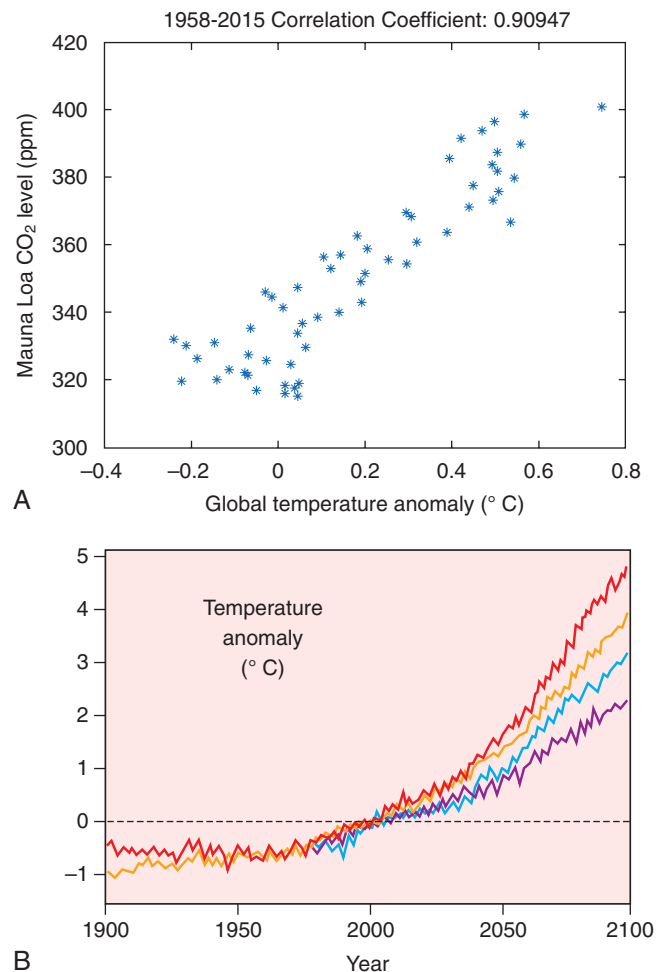 1958-2015 Correlation Coefficient: 0.90947
420
400
380
360
340
320
300
Mauna Loa CO₂ level (ppm)
–0.4
–0.2
0
0.2
0.4
0.6
0.8
A
Global temperature anomaly (° C)
5
4
3
2
1
0
–1
Temperature
anomaly
(° C)
1900
1950
2000
2050
2100
B
Year